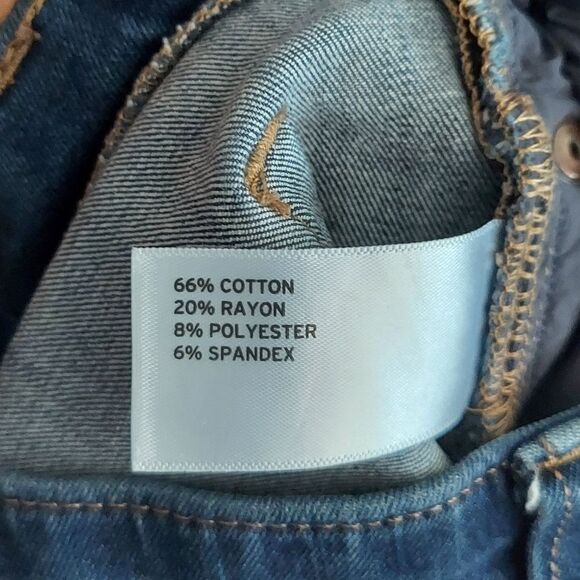 66% COTTON
20% RAYON
8% POLYESTER
6% SPANDEX